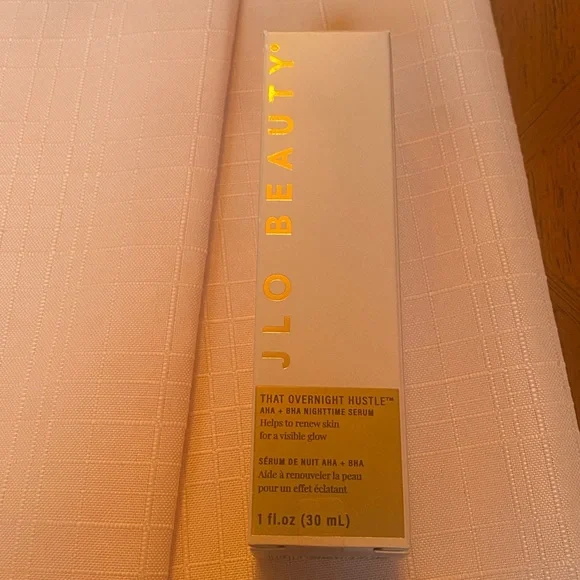 JLO BEAUTY®
THAT OVERNIGHT HUSTLE™
AHA + BHA NIGHTTIME SERUM
Helps to renew skin
for a visible glow
SÉRUM DE NUIT AHA + BHA
Aide à renouveler la peau
pour un effet éclatant
1 fl.oz (30 mL)